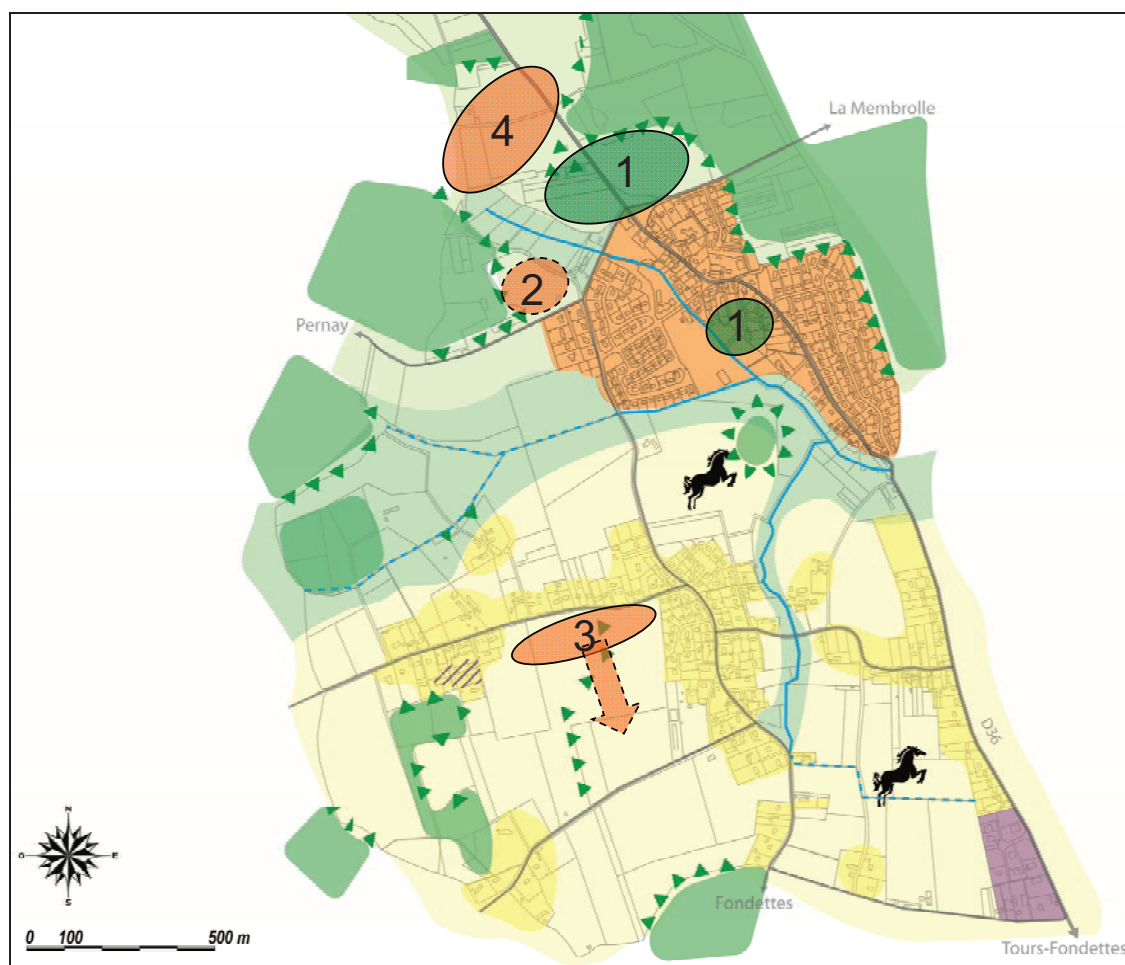 La Membrolle
4
1
2
Pernay
1
3
D36
N
O
E
S
Fondettes
0 100 500 m
Tours-Fondettes